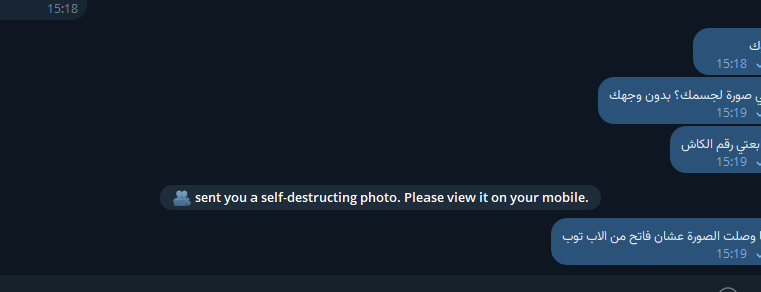 15:18
ك
15:18
صورة لجسمك؟ بدون وجهك
15:19
رقم الكاش
15:19
sent you a self-destructing photo. Please view it on your mobile.
وصلت الصورة عشان فاتح من الاب توب
15:19